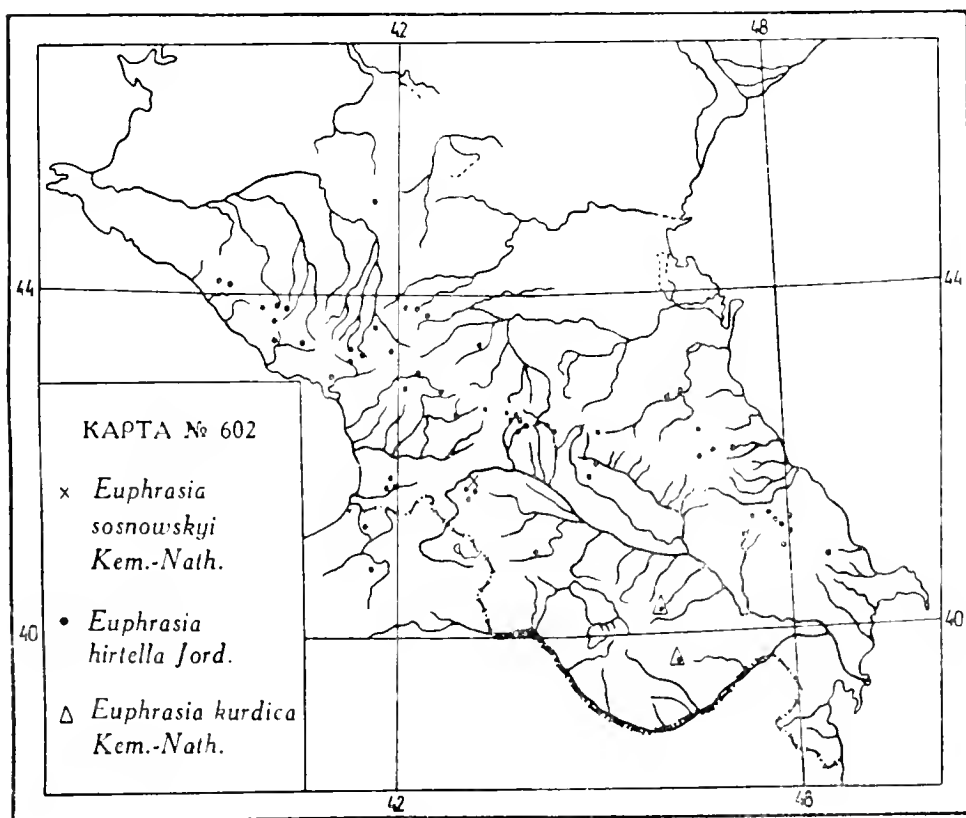 42 48
44 44
КАРТА № 602
× Euphrasia
sosnowskyi
Kem.-Nath.
• Euphrasia
hirtella Jord.
△ Euphrasia kurdica
Kem.-Nath.
40 40
42 48